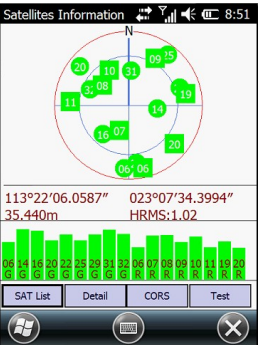 Satellites Information 8:51
N
20 10 31 09 25
32 08 19
11 14
16 07
20
06 06
113°22'06.0587" 023°07'34.3994"
35.440m HRMS:1.02
06 14 16 20 22 25 29 31 32 06 07 08 09 10 11 19 20
G G G G G G G G G R R R R R R R R
SAT List Detail CORS Test